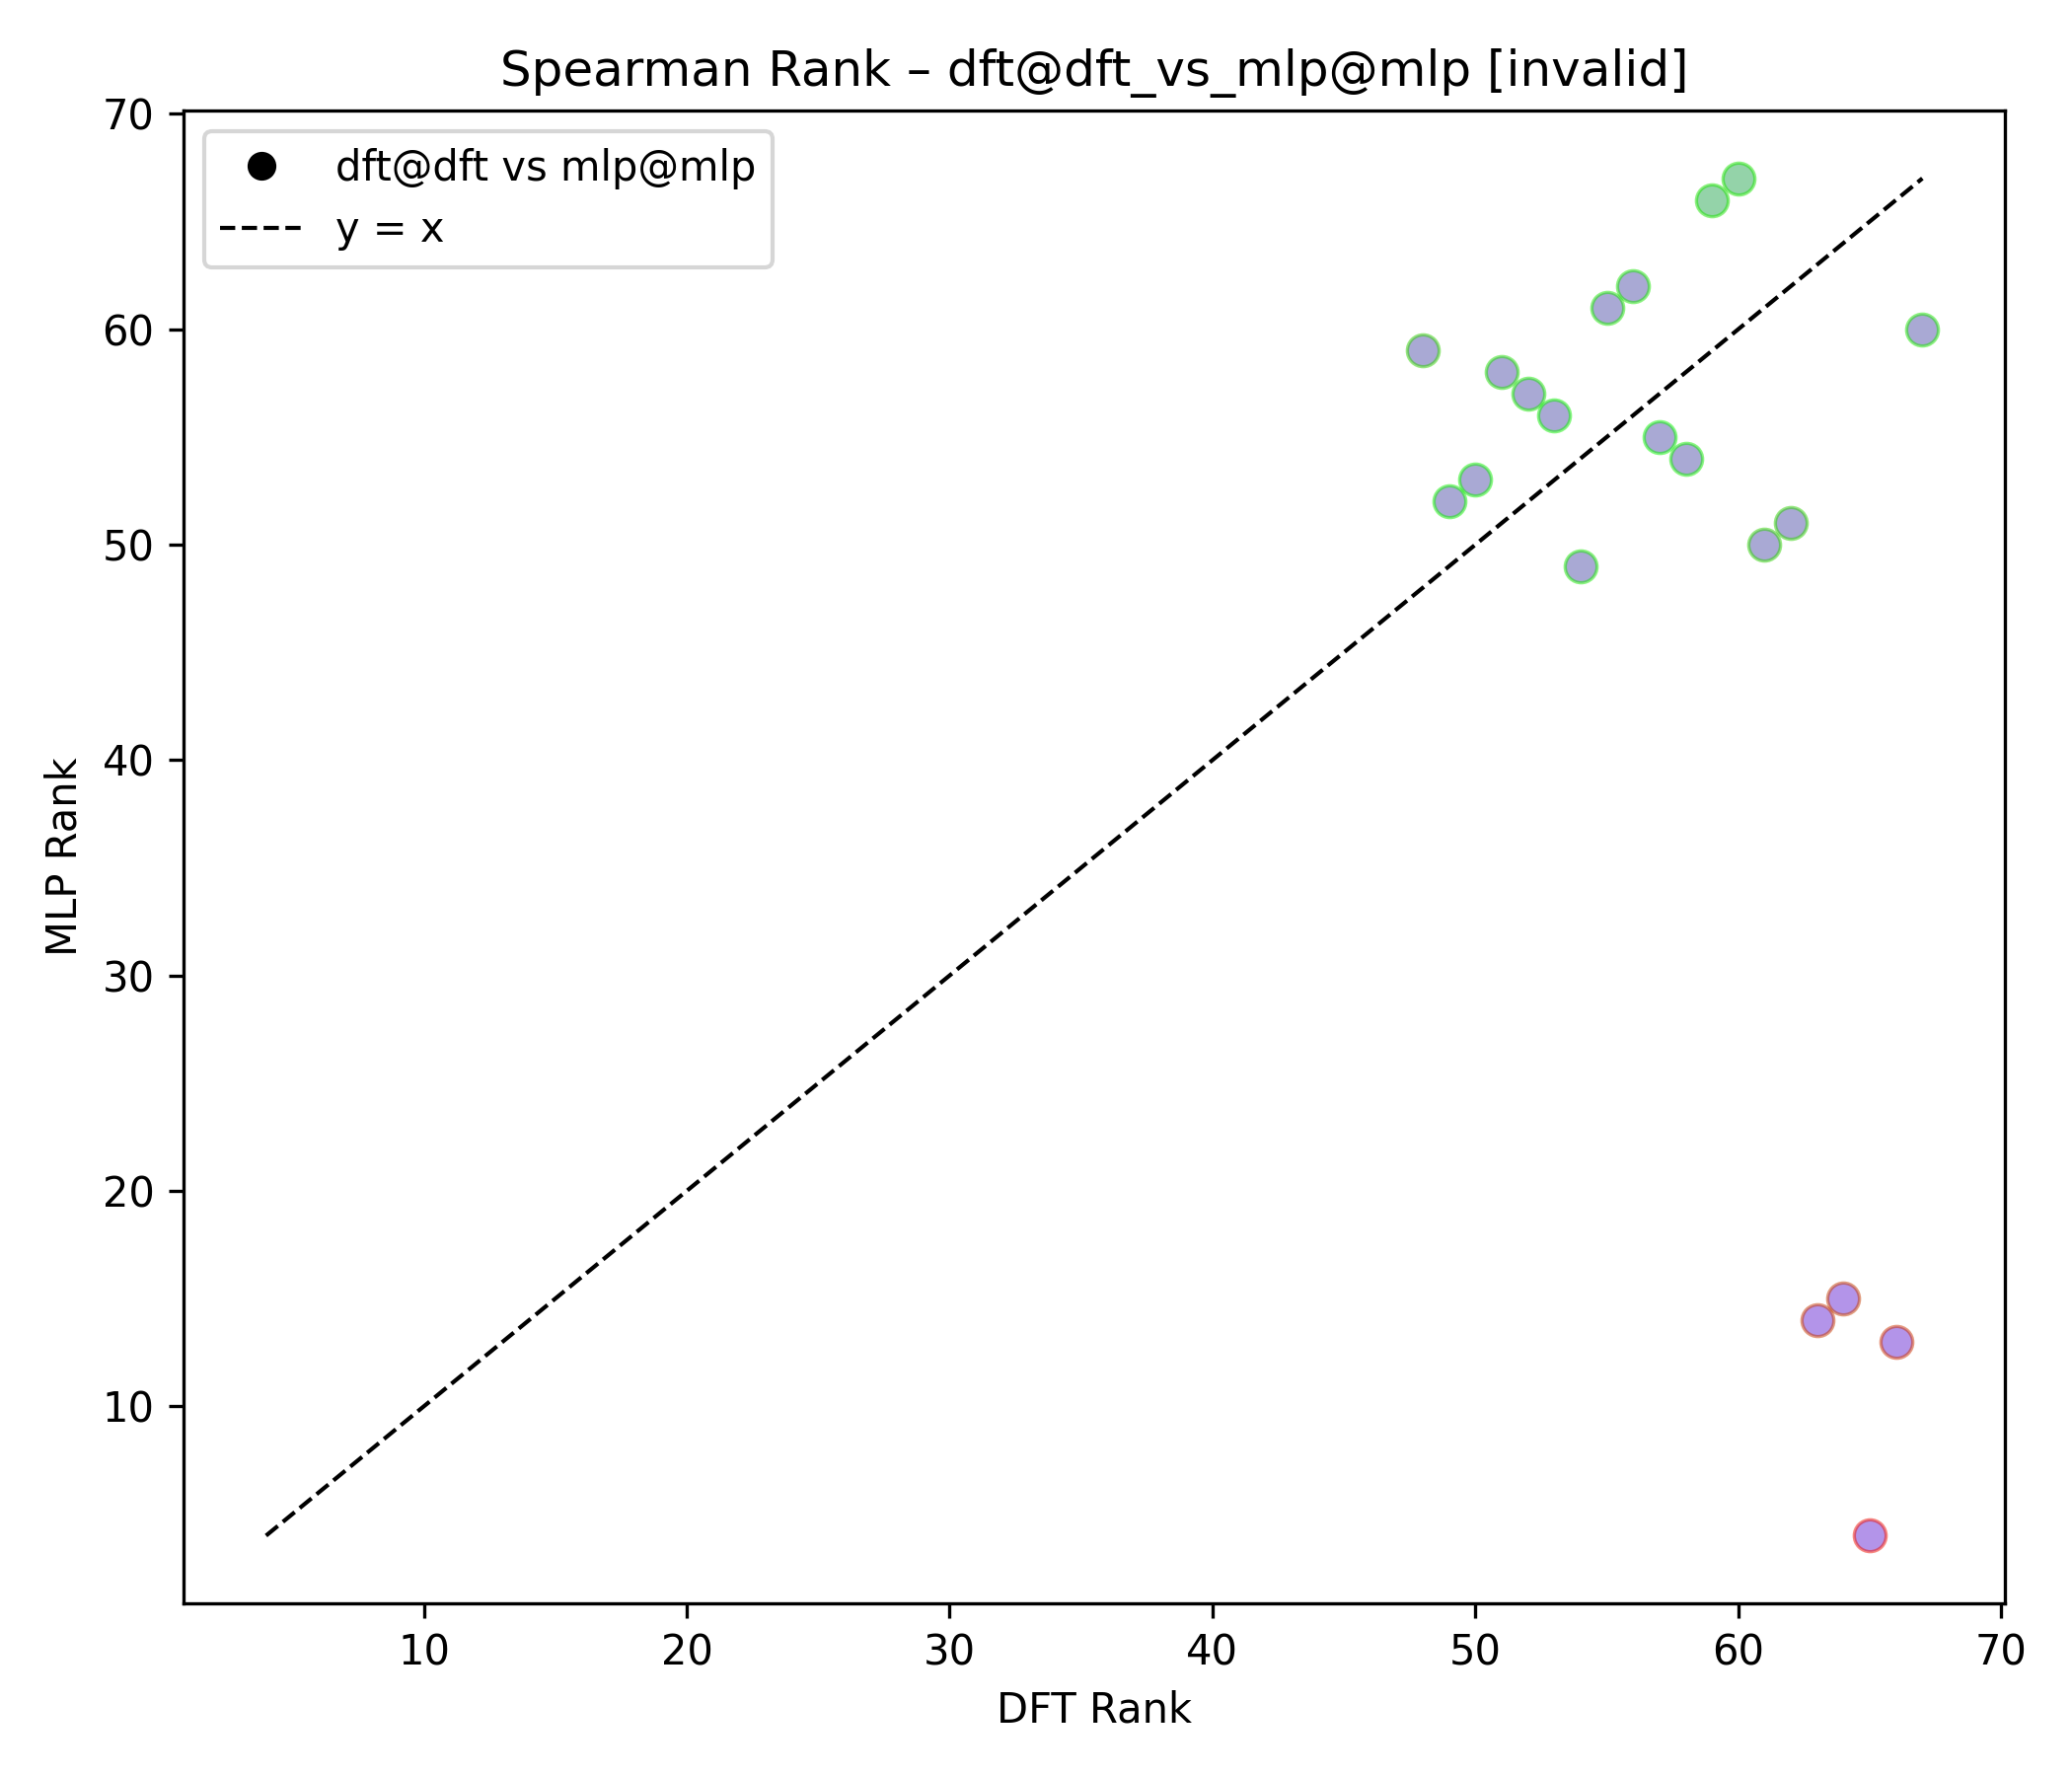 Spearman Rank – dft@dft_vs_mlp@mlp [invalid]
dft@dft vs mlp@mlp
y = x
70
60
50
40
30
20
10
MLP Rank
10 20 30 40 50 60 70
DFT Rank